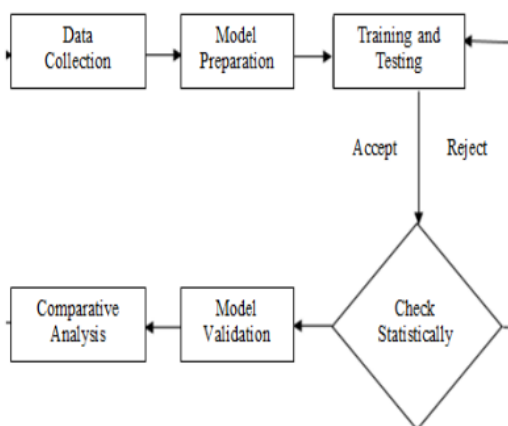 Data
Collection
Model
Preparation
Training and
Testing
Accept
Reject
Comparative
Analysis
Model
Validation
Check
Statistically